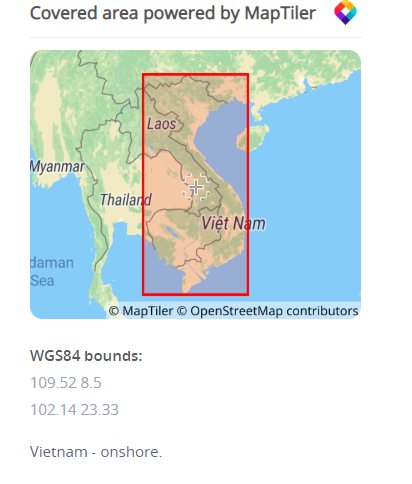 Covered area powered by MapTiler
Laos
Myanmar
Thailand
Việt Nam
daman
Sea
© MapTiler © OpenStreetMap contributors
WGS84 bounds:
109.52 8.5
102.14 23.33
Vietnam - onshore.